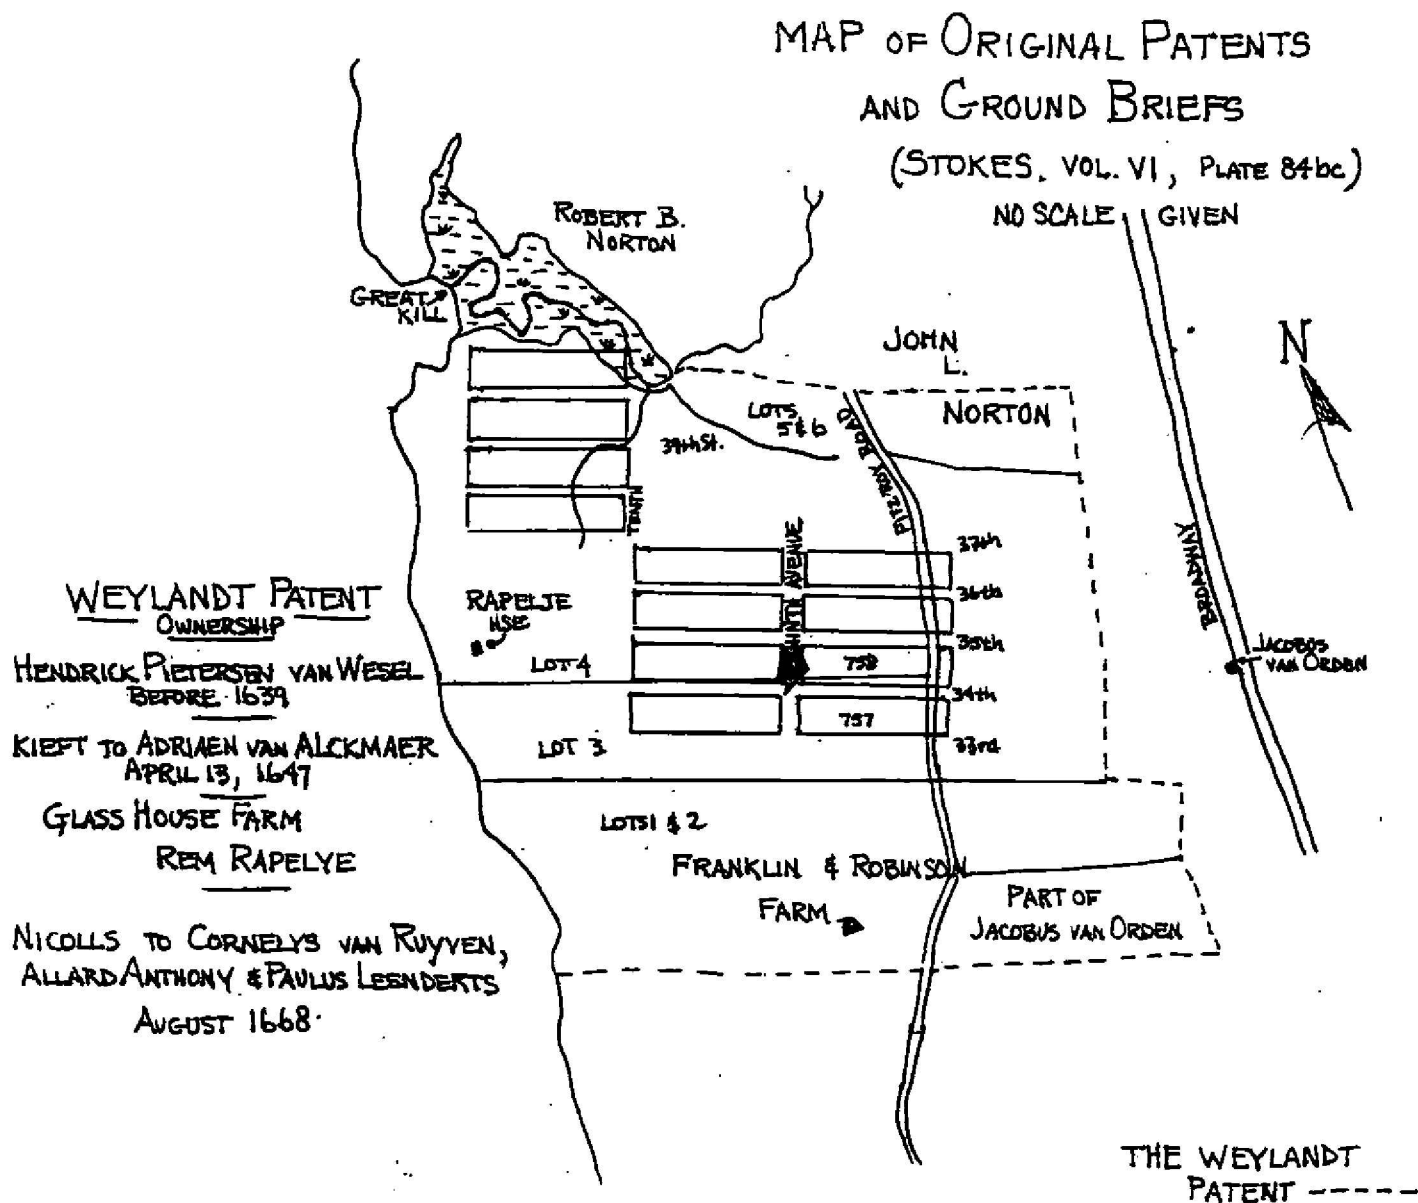 MAP OF ORIGINAL PATENTS
AND GROUND BRIEFS
(STOKES. VOL. VI, PLATE 84bc)
NO SCALE GIVEN
ROBERT B.
NORTON
GREAT
KILL
JOHN
L.
NORTON
N
LOTS
5 & 6
39th St.
FITZROY ROAD
TENTH
NINTH AVENUE
37th
36th
35th
34th
33rd
BROADWAY
JACOBUS
VAN ORDEN
RAPELJE
HSE
LOT 4
758
757
LOT 3
LOTS 1 & 2
FRANKLIN & ROBINSON
FARM
PART OF
JACOBUS VAN ORDEN
WEYLANDT PATENT
OWNERSHIP
HENDRICK PIETERSEN VAN WESEL
BEFORE 1639
KIEFT TO ADRIAEN VAN ALCKMAER
APRIL 13, 1647
GLASS HOUSE FARM
REM RAPELYE
NICOLLS TO CORNELYS VAN RUYVEN,
ALLARD ANTHONY & PAULUS LEENDERTS
AUGUST 1668.
THE WEYLANDT
PATENT ------